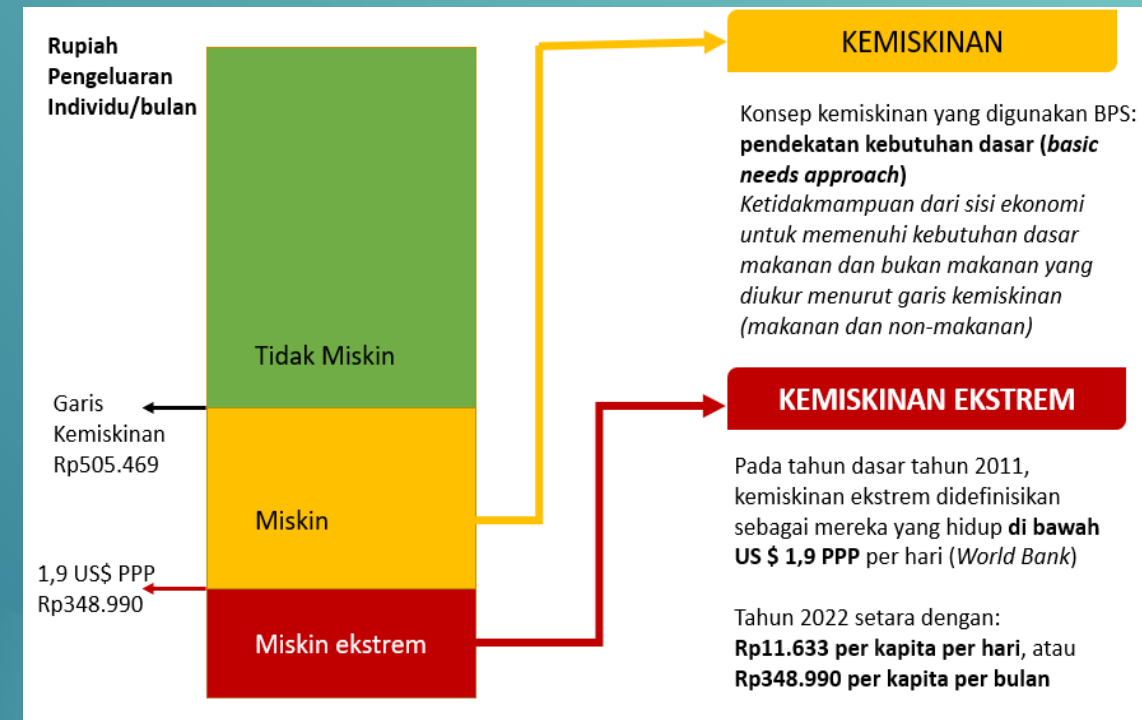 Rupiah
Pengeluaran
Individu/bulan
Tidak Miskin
Garis
Kemiskinan
Rp505.469
Miskin
1,9 US$ PPP
Rp348.990
Miskin ekstrem
KEMISKINAN
Konsep kemiskinan yang digunakan BPS:
pendekatan kebutuhan dasar (basic
needs approach)
Ketidakmampuan dari sisi ekonomi
untuk memenuhi kebutuhan dasar
makanan dan bukan makanan yang
diukur menurut garis kemiskinan
(makanan dan non-makanan)
KEMISKINAN EKSTREM
Pada tahun dasar tahun 2011,
kemiskinan ekstrem didefinisikan
sebagai mereka yang hidup di bawah
US $ 1,9 PPP per hari (World Bank)
Tahun 2022 setara dengan:
Rp11.633 per kapita per hari, atau
Rp348.990 per kapita per bulan